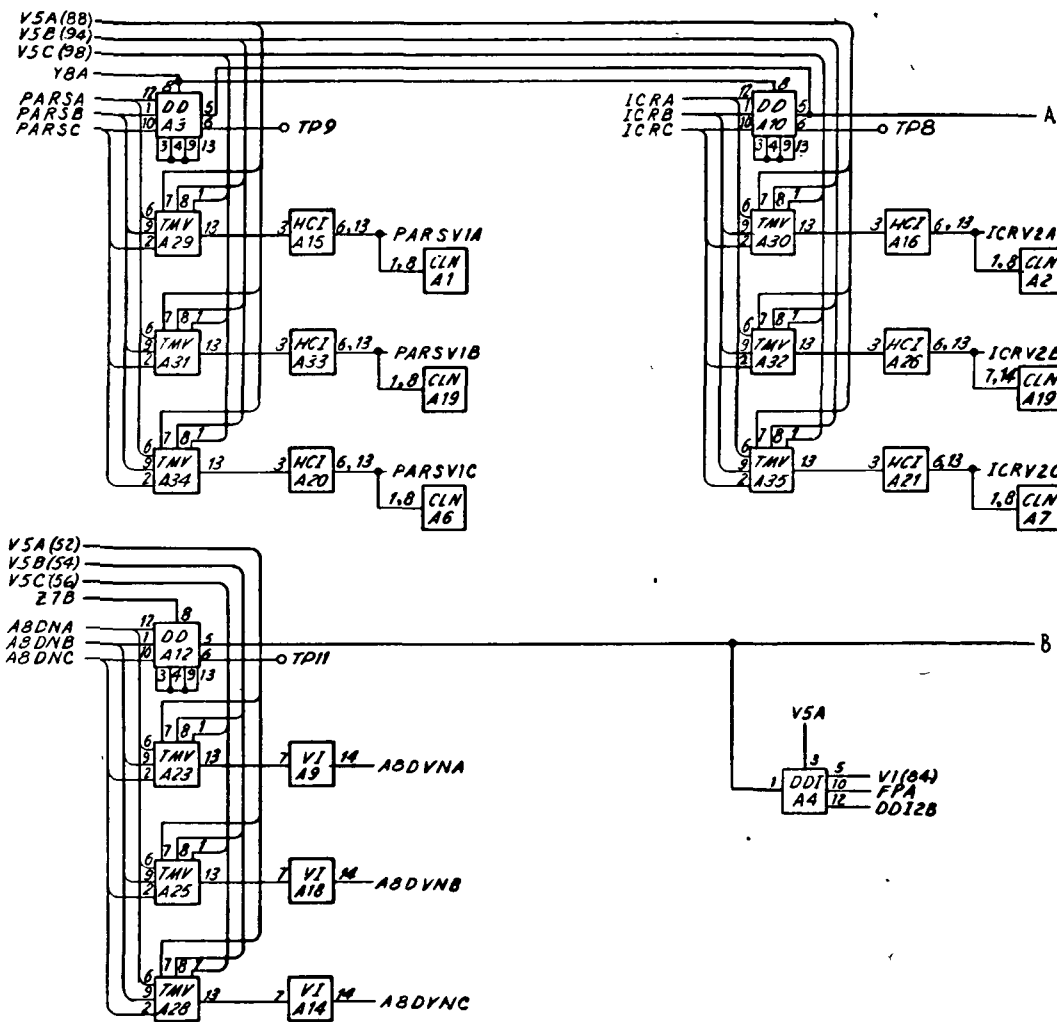 V5A(88)
V5B(94)
V5C(98)
Y8A
PARSA
PARSB
PARSC
12
1
10
8
DD
A3
5
6
3 4 9 13
TP9
7 8 1
6
9
2
TMV
A29
13
3
HCI
A15
6,13
PARSV1A
1,8
CLN
A1
7 8 1
6
9
2
TMV
A31
13
3
HCI
A33
6,13
PARSV1B
1,8
CLN
A19
7 8 1
6
9
2
TMV
A34
13
3
HCI
A20
6,13
PARSV1C
1,8
CLN
A6
ICRA
ICRB
ICRC
12
1
10
8
DD
A10
5
6
3 4 9 13
TP8
A
7 8 1
6
9
2
TMV
A30
13
3
HCI
A16
6,13
ICRV2A
1,8
CLN
A2
7 8 1
6
9
2
TMV
A32
13
3
HCI
A26
6,13
ICRV2B
7,14
CLN
A19
7 8 1
6
9
2
TMV
A35
13
3
HCI
A21
6,13
ICRV2C
1,8
CLN
A7
V5A(52)
V5B(54)
V5C(56)
Z7B
A8DNA
A8DNB
A8DNC
12
1
10
8
DD
A12
5
6
3 4 9 13
TP11
B
7 8 1
6
9
2
TMV
A23
13
7
VI
A9
14
A8DVNA
7 8 1
6
9
2
TMV
A25
13
7
VI
A18
14
A8DVNB
7 8 1
6
9
2
TMV
A28
13
7
VI
A14
14
A8DVNC
V5A
3
1
DDI
A4
5
10
12
V1(84)
FPA
DDI2B